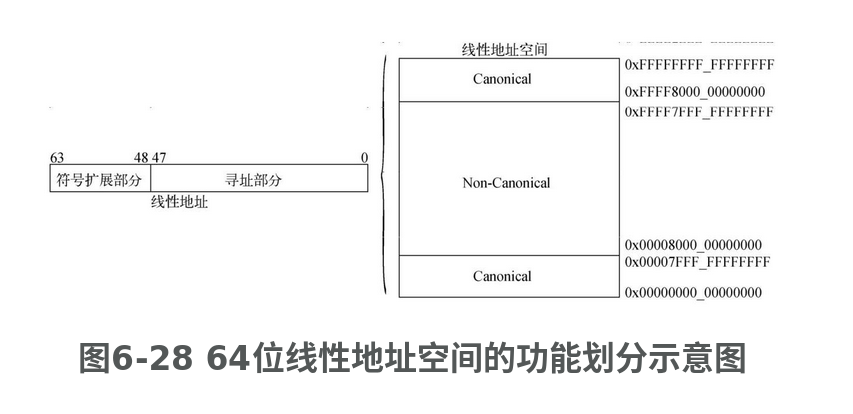 线性地址空间
Canonical
0xFFFFFFFF_FFFFFFFF
0xFFFF8000_00000000
0xFFFF7FFF_FFFFFFFF
63 48 47 0
符号扩展部分 寻址部分
线性地址
Non-Canonical
0x00008000_00000000
0x00007FFF_FFFFFFFF
Canonical
0x00000000_00000000
图6-28 64位线性地址空间的功能划分示意图